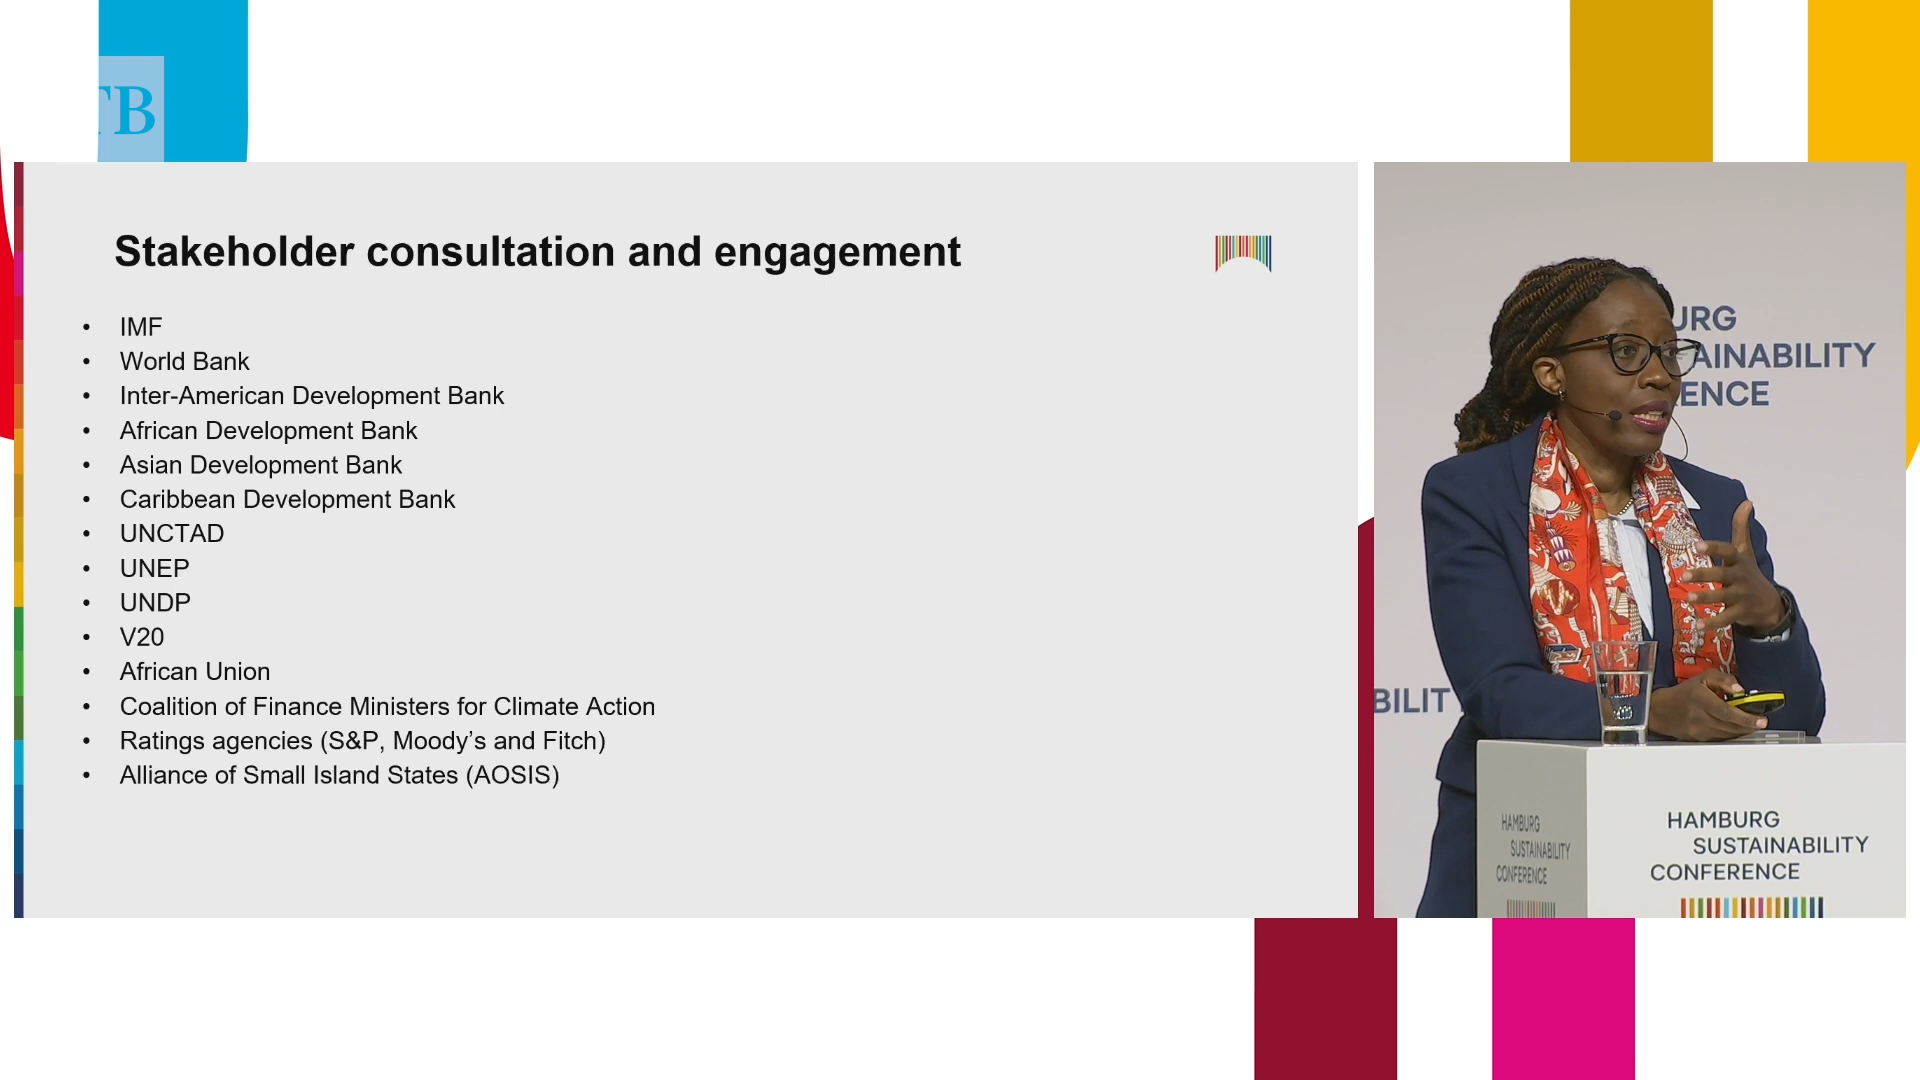 TB
Stakeholder consultation and engagement
• IMF
• World Bank
• Inter-American Development Bank
• African Development Bank
• Asian Development Bank
• Caribbean Development Bank
• UNCTAD
• UNEP
• UNDP
• V20
• African Union
• Coalition of Finance Ministers for Climate Action
• Ratings agencies (S&P, Moody’s and Fitch)
• Alliance of Small Island States (AOSIS)
URG
AINABILITY
ENCE
BILIT
HAMBURG
SUSTAINABILITY
CONFERENCE
HAMBURG
SUSTAINABILITY
CONFERENCE